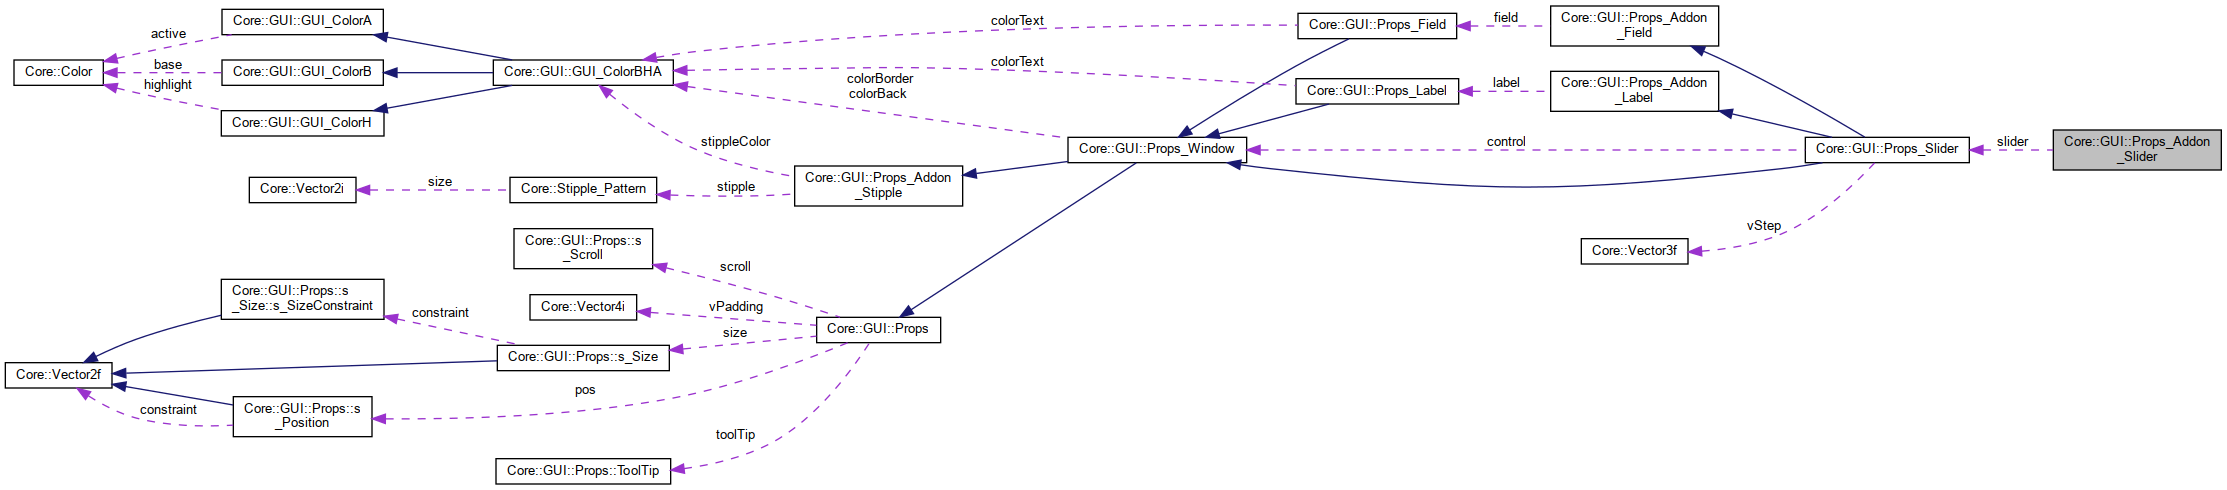 Core::GUI::GUI_ColorA
active
Core::Color
base
highlight
Core::GUI::GUI_ColorB
Core::GUI::GUI_ColorH
Core::GUI::GUI_ColorBHA
colorText
colorText
colorBorder
colorBack
stippleColor
Core::Vector2i
size
Core::Stipple_Pattern
stipple
Core::GUI::Props_Addon
_Stipple
Core::GUI::Props_Window
Core::GUI::Props_Field
Core::GUI::Props_Label
field
label
control
Core::GUI::Props_Addon
_Field
Core::GUI::Props_Addon
_Label
Core::GUI::Props_Slider
slider
Core::GUI::Props_Addon
_Slider
vStep
Core::Vector3f
Core::GUI::Props::s
_Scroll
scroll
Core::Vector4i
vPadding
size
Core::GUI::Props
Core::GUI::Props::s
_Size::s_SizeConstraint
constraint
Core::GUI::Props::s_Size
Core::Vector2f
constraint
Core::GUI::Props::s
_Position
pos
toolTip
Core::GUI::Props::ToolTip